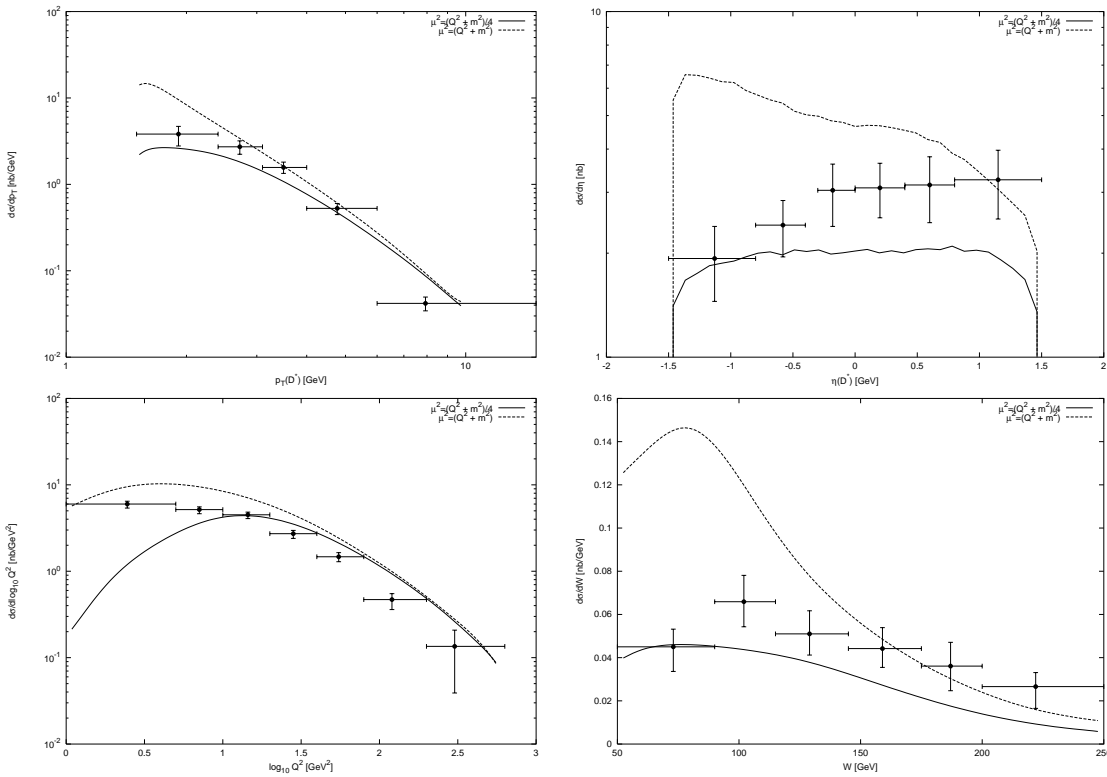 10²
10¹
10⁰
10⁻¹
10⁻²
1
10
dσ/dp_T [nb/GeV]
p_T(D*) [GeV]
μ²=(Q² + m²)/4
μ²=(Q² + m²)
10
1
-2
-1.5
-1
-0.5
0
0.5
1
1.5
2
dσ/dη [nb]
η(D*) [GeV]
μ²=(Q² + m²)/4
μ²=(Q² + m²)
10²
10¹
10⁰
10⁻¹
10⁻²
0
0.5
1
1.5
2
2.5
3
dσ/dlog₁₀ Q² [nb/GeV²]
log₁₀ Q² [GeV²]
μ²=(Q² + m²)/4
μ²=(Q² + m²)
0.16
0.14
0.12
0.1
0.08
0.06
0.04
0.02
0
50
100
150
200
250
dσ/dW [nb/GeV]
W [GeV]
μ²=(Q² + m²)/4
μ²=(Q² + m²)